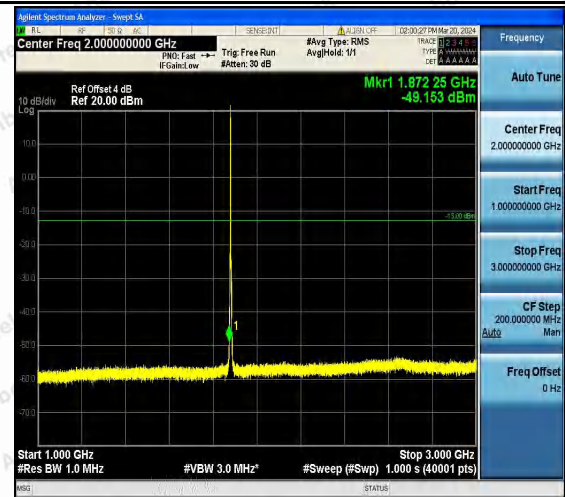 Agilent Spectrum Analyzer - Swept SA
RL RF 50 Ω AC SENSE:INT ALIGN OFF 02:00:27 PM Mar 20, 2024
Center Freq 2.000000000 GHz
PNO: Fast
IFGain:Low
Trig: Free Run
#Atten: 30 dB
#Avg Type: RMS
Avg|Hold: 1/1
TRACE 1 2 3 4 5 6
TYPE A
DET A A A A A A
Ref Offset 4 dB
10 dB/div Ref 20.00 dBm
Log
Mkr1 1.872 25 GHz
-49.153 dBm
10.0
0.00
-10.0
-13.00 dBm
-20.0
-30.0
-40.0
-50.0
-60.0
-70.0
1
Start 1.000 GHz
Stop 3.000 GHz
#Res BW 1.0 MHz
#VBW 3.0 MHz*
#Sweep (#Swp) 1.000 s (40001 pts)
MSG
STATUS
Frequency
Auto Tune
Center Freq
2.000000000 GHz
Start Freq
1.000000000 GHz
Stop Freq
3.000000000 GHz
CF Step
200.000000 MHz
Auto Man
Freq Offset
0 Hz